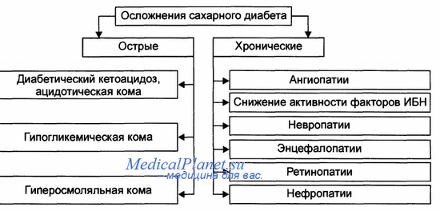 Осложнения сахарного диабета
Острые
Хронические
Диабетический кетоацидоз,
ацидотическая кома
Гипогликемическая кома
Гиперосмоляльная кома
Ангиопатии
Снижение активности факторов ИБН
Невропатии
Энцефалопатии
Ретинопатии
Нефропатии
MedicalPlanet.su
-медицина для вас.